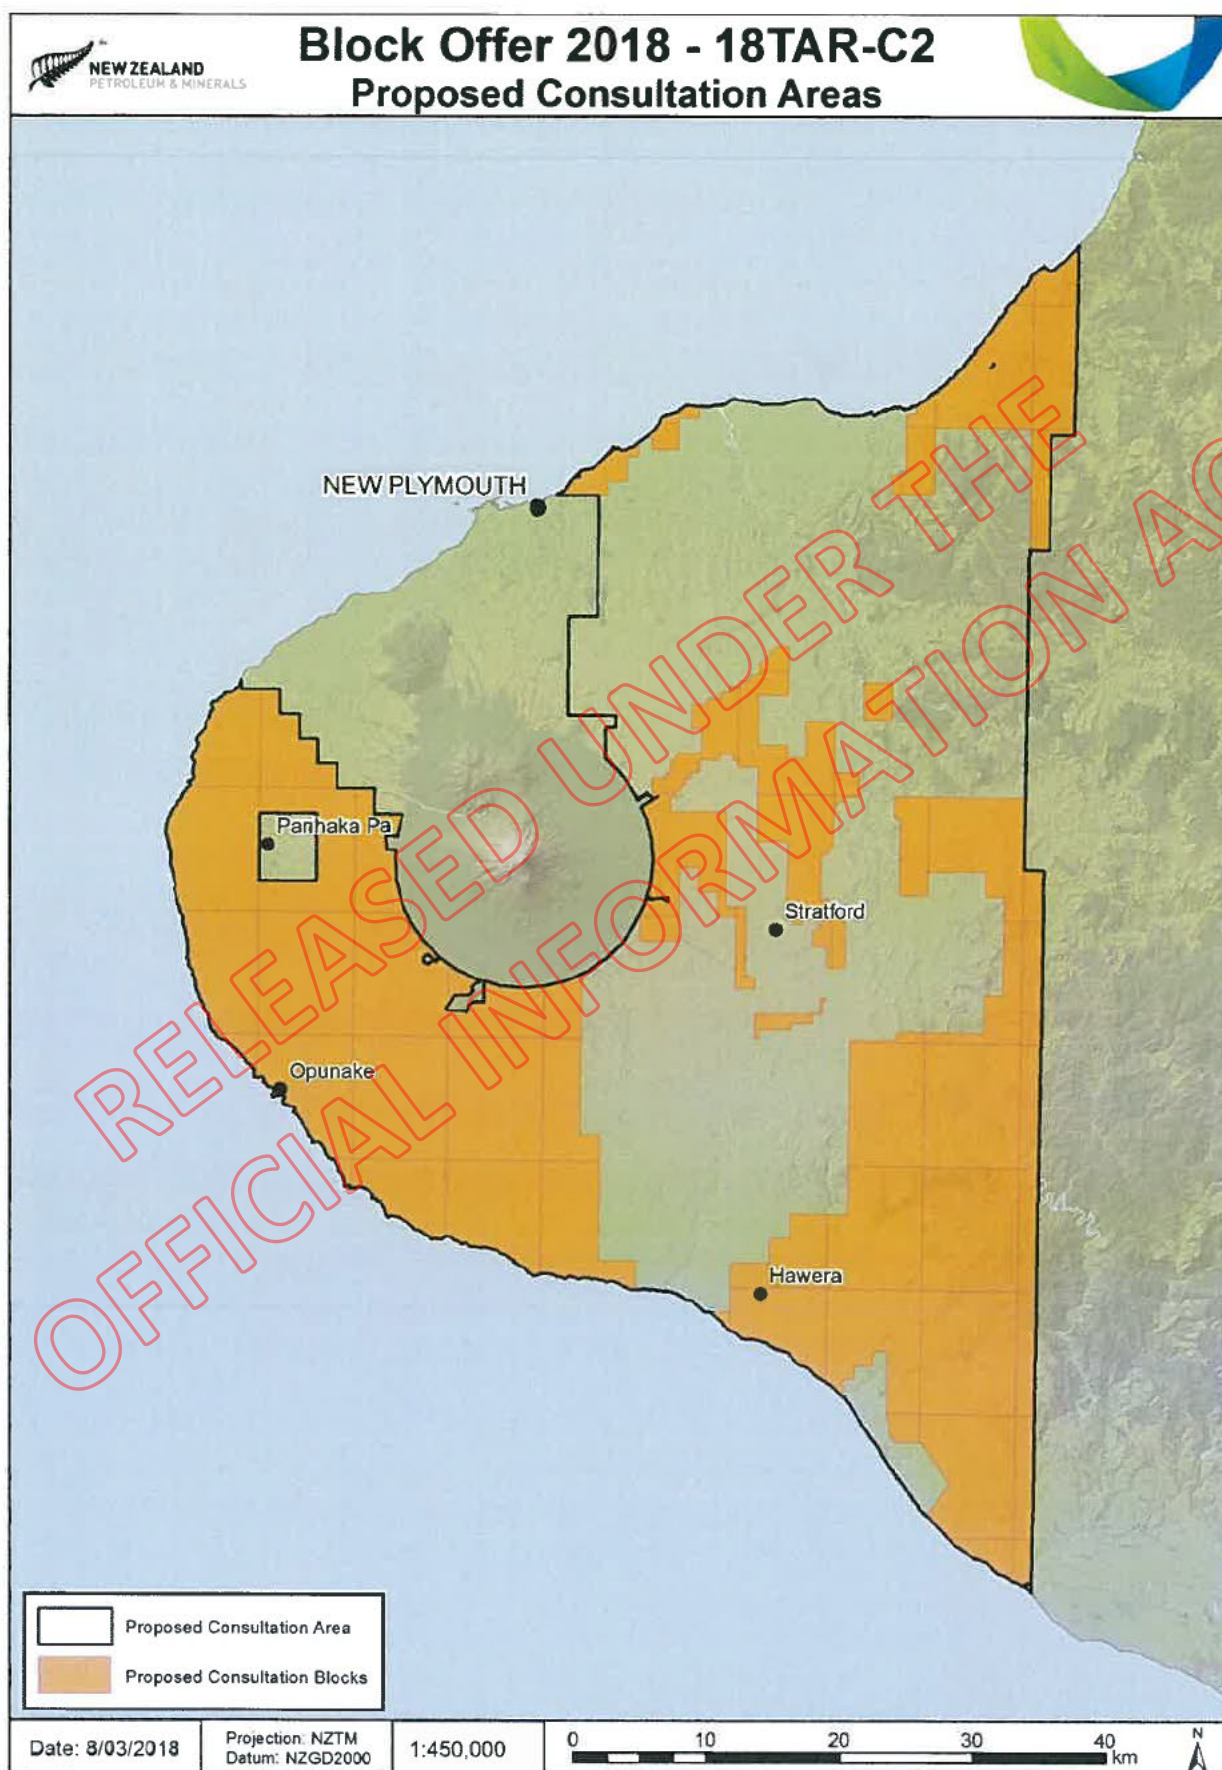 NEW ZEALAND
PETROLEUM & MINERALS
Block Offer 2018 - 18TAR-C2
Proposed Consultation Areas
NEW PLYMOUTH
Parihaka Pa
Stratford
Opunake
Hawera
RELEASED UNDER THE
OFFICIAL INFORMATION AC
Proposed Consultation Area
Proposed Consultation Blocks
Date: 8/03/2018
Projection: NZTM
Datum: NZGD2000
1:450,000
0 10 20 30 40
km
N